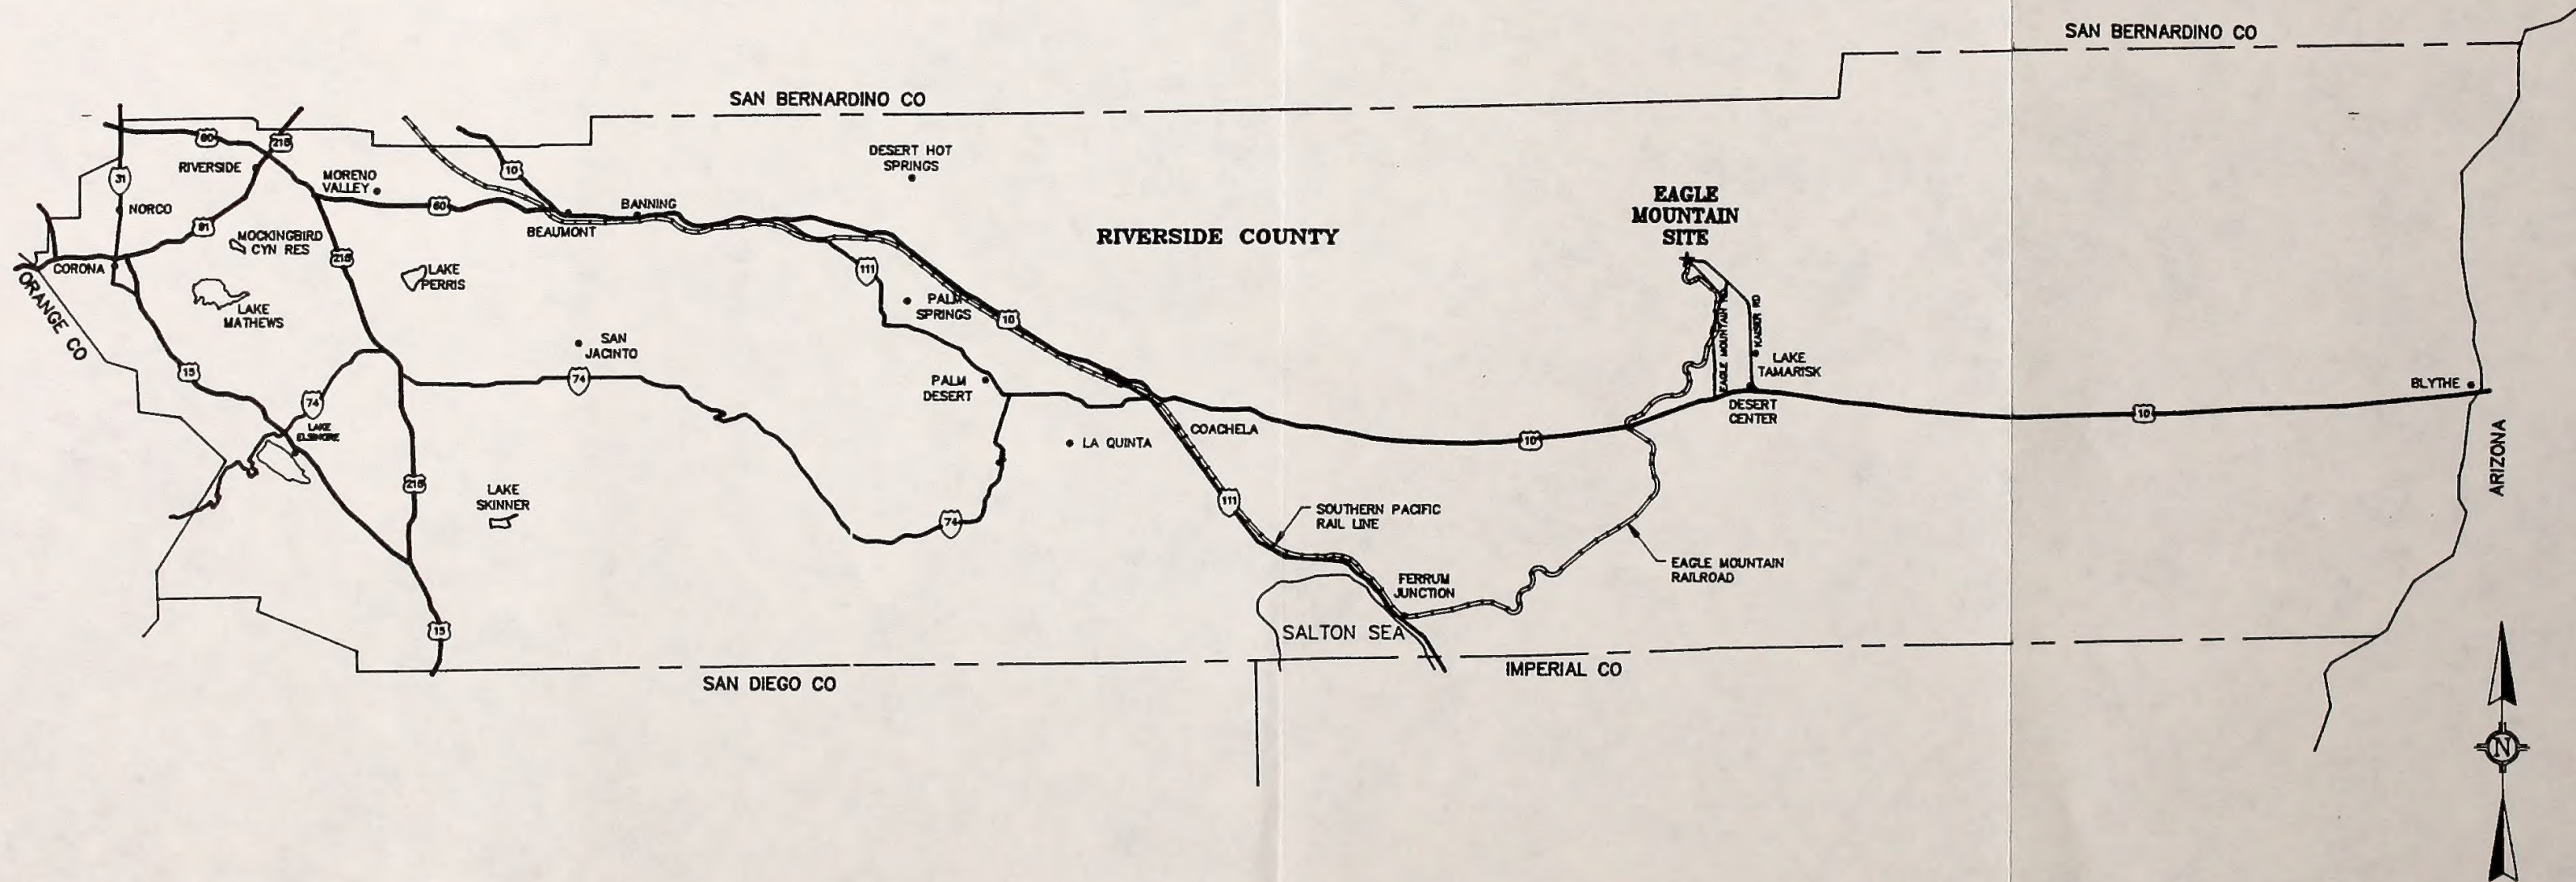 SAN BERNARDINO CO
SAN BERNARDINO CO
60
215
RIVERSIDE
31
NORCO
MORENO
VALLEY
10
60
BEAUMONT
BANNING
DESERT HOT
SPRINGS
91
MOCKINGBIRD
CYN RES
215
CORONA
ORANGE CO
LAKE
PERRIS
LAKE
MATHEWS
RIVERSIDE COUNTY
EAGLE
MOUNTAIN
SITE
111
PALM
SPRINGS
10
15
SAN
JACINTO
74
74
LAKE
ELSINORE
PALM
DESERT
EAGLE MOUNTAIN RD
KAISER RD
LAKE
TAMARISK
DESERT
CENTER
BLYTHE
10
10
COACHELA
LA QUINTA
ARIZONA
215
LAKE
SKINNER
74
111
SOUTHERN PACIFIC
RAIL LINE
EAGLE MOUNTAIN
RAILROAD
FERRUM
JUNCTION
SALTON SEA
15
SAN DIEGO CO
IMPERIAL CO
N